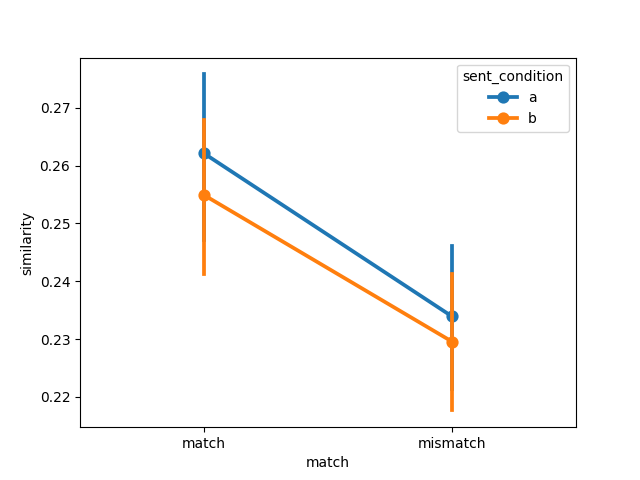 sent_condition
a
b
0.27
0.26
0.25
0.24
0.23
0.22
similarity
match
mismatch
match